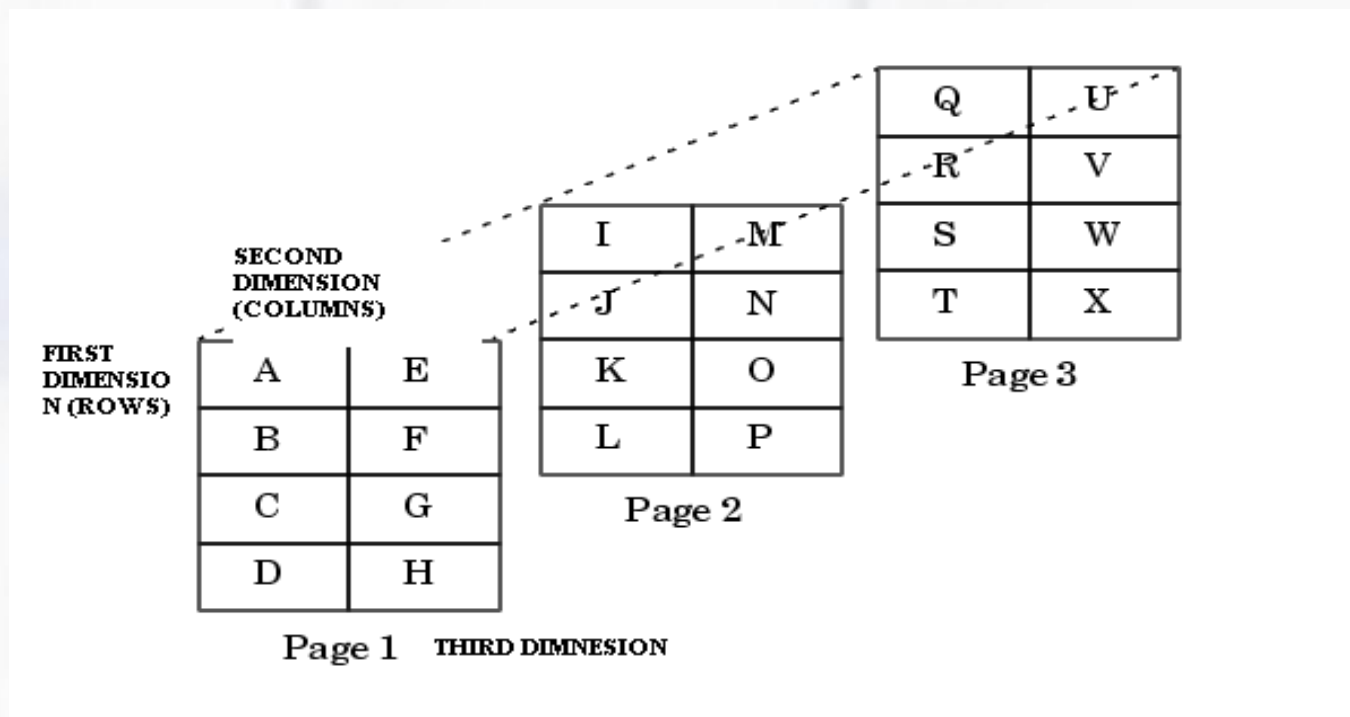 Q U
R V
S W
T X
Page 3
I M
J N
K O
L P
Page 2
SECOND
DIMENSION
(COLUMNS)
FIRST
DIMENSIO
N (ROWS)
A E
B F
C G
D H
Page 1 THIRD DIMNESION